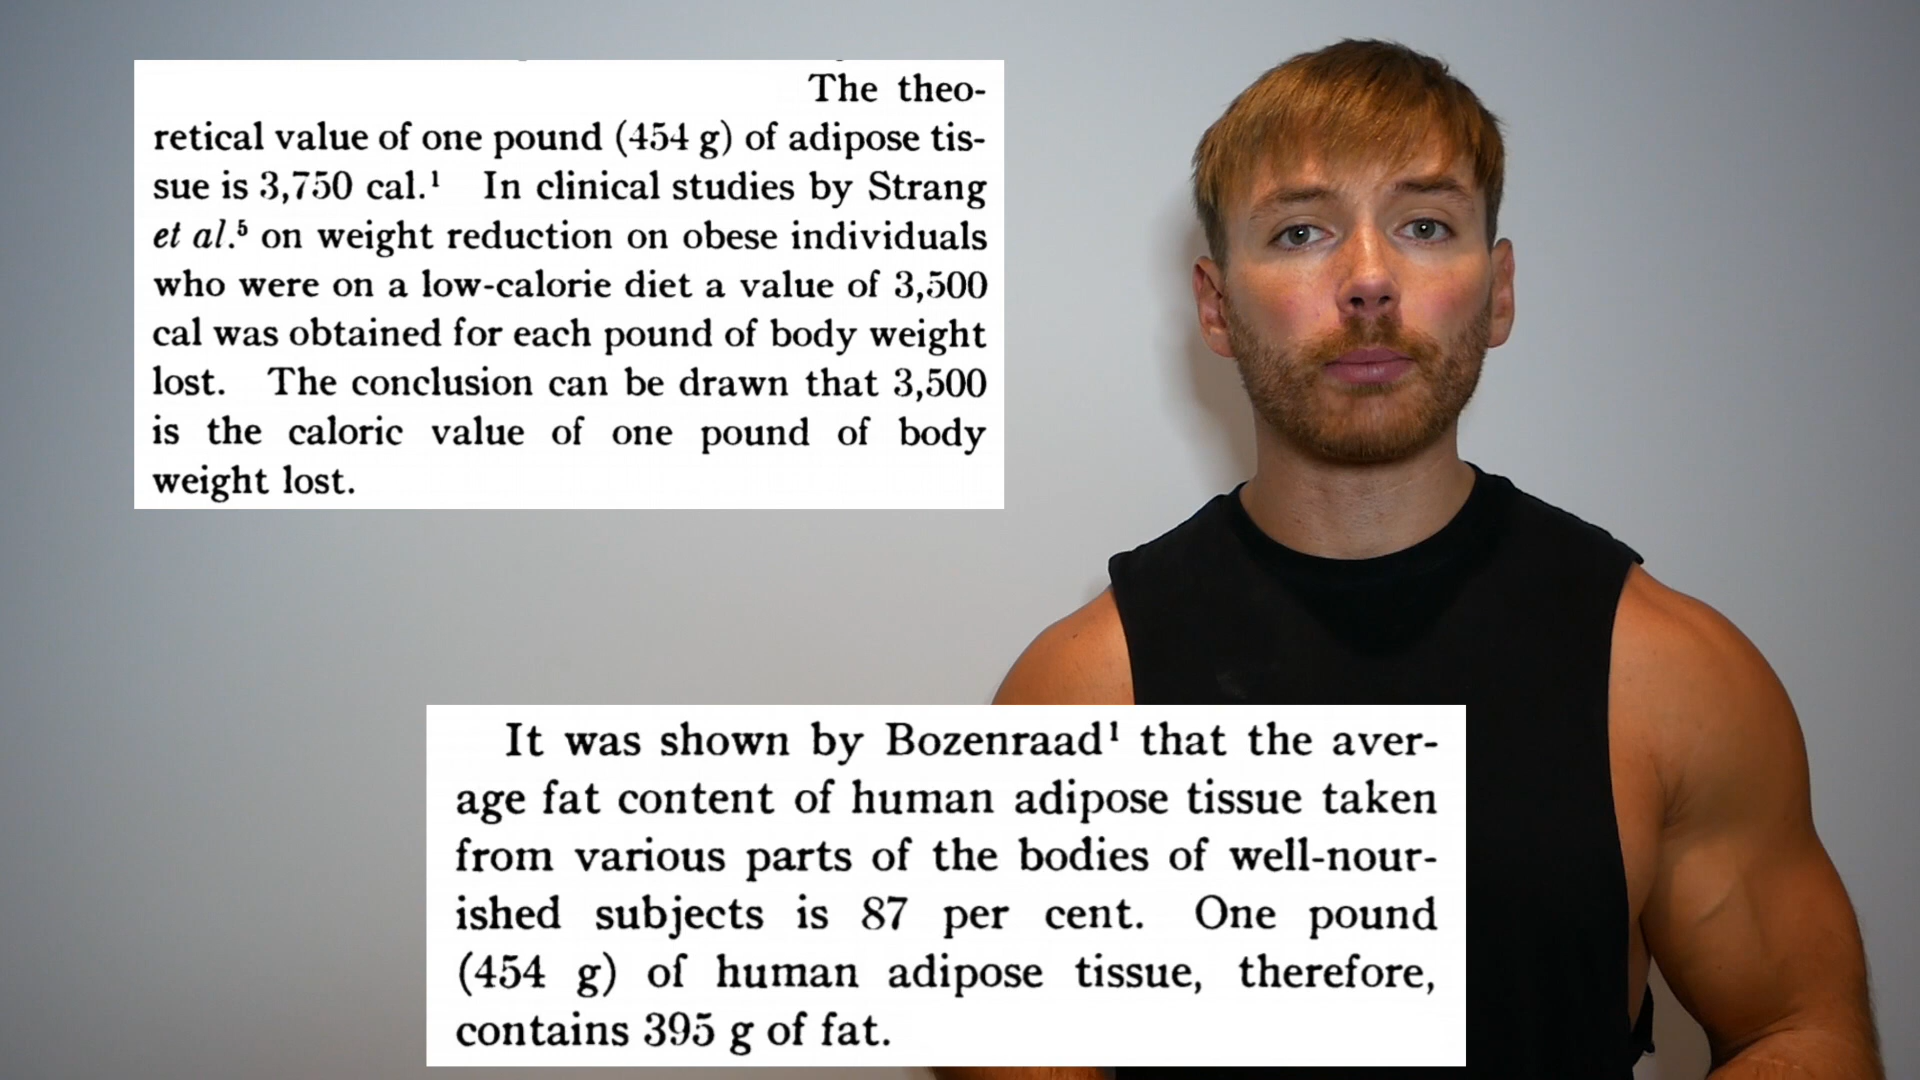 The theo-
retical value of one pound (454 g) of adipose tis-
sue is 3,750 cal.¹ In clinical studies by Strang
et al.⁵ on weight reduction on obese individuals
who were on a low-calorie diet a value of 3,500
cal was obtained for each pound of body weight
lost. The conclusion can be drawn that 3,500
is the caloric value of one pound of body
weight lost.
It was shown by Bozenraad¹ that the aver-
age fat content of human adipose tissue taken
from various parts of the bodies of well-nour-
ished subjects is 87 per cent. One pound
(454 g) of human adipose tissue, therefore,
contains 395 g of fat.